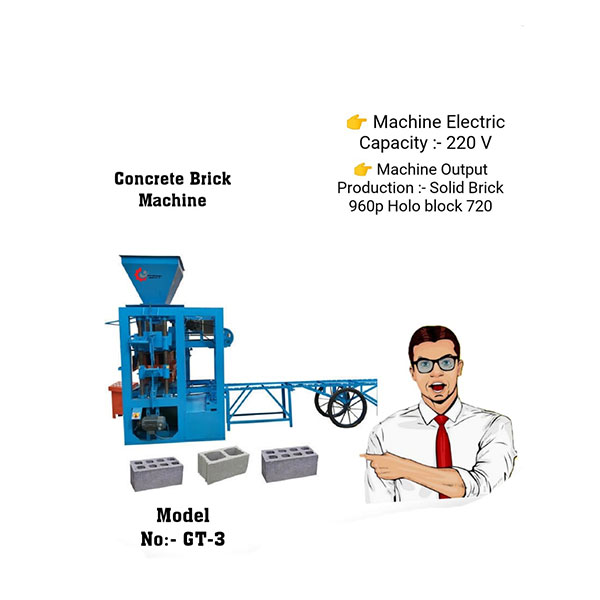 👉 Machine Electric
Capacity :- 220 V
👉 Machine Output
Production :- Solid Brick
960p Holo block 720
Concrete Brick
Machine
Model
No:- GT-3